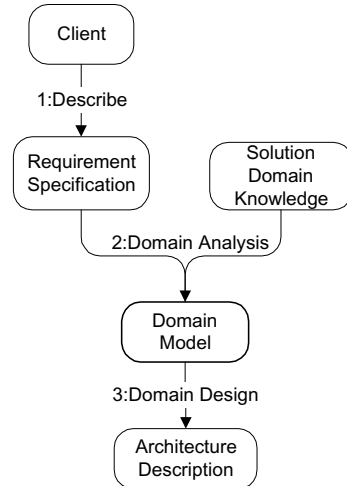 Client
1:Describe
Requirement
Specification
Solution
Domain
Knowledge
2:Domain Analysis
Domain
Model
3:Domain Design
Architecture
Description